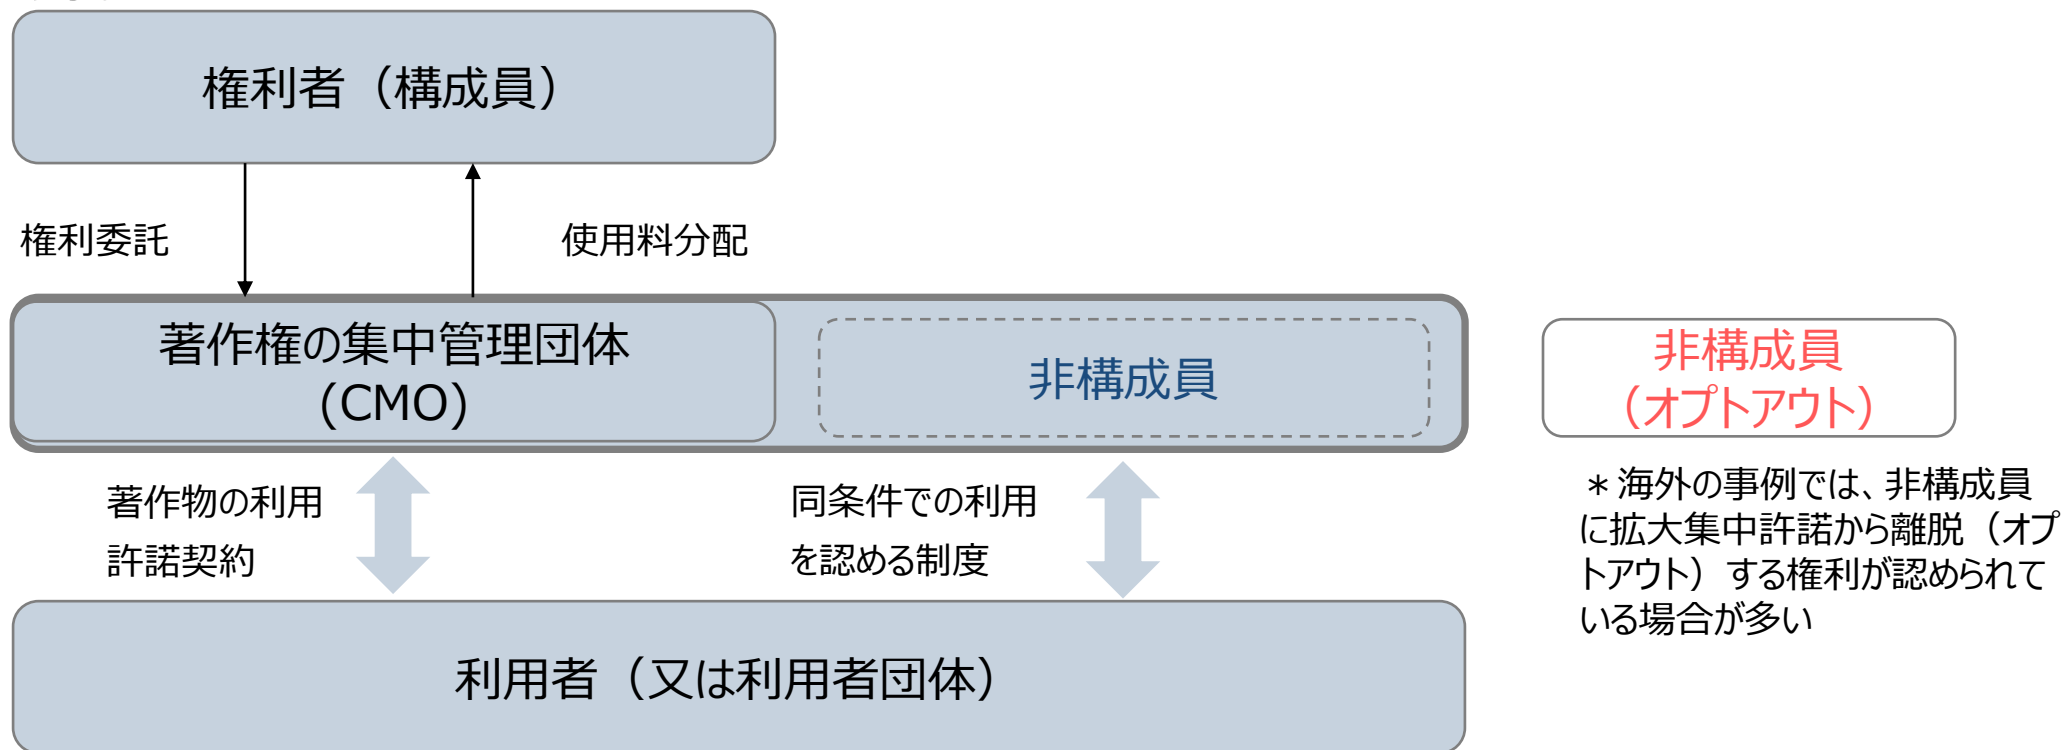 権利者（構成員）
権利委託
使用料分配
著作権の集中管理団体
(CMO)
非構成員
非構成員
（オプトアウト）
著作物の利用
許諾契約
同条件での利用
を認める制度
＊海外の事例では、非構成員
に拡大集中許諾から離脱（オプ
トアウト）する権利が認められて
いる場合が多い
利用者（又は利用者団体）